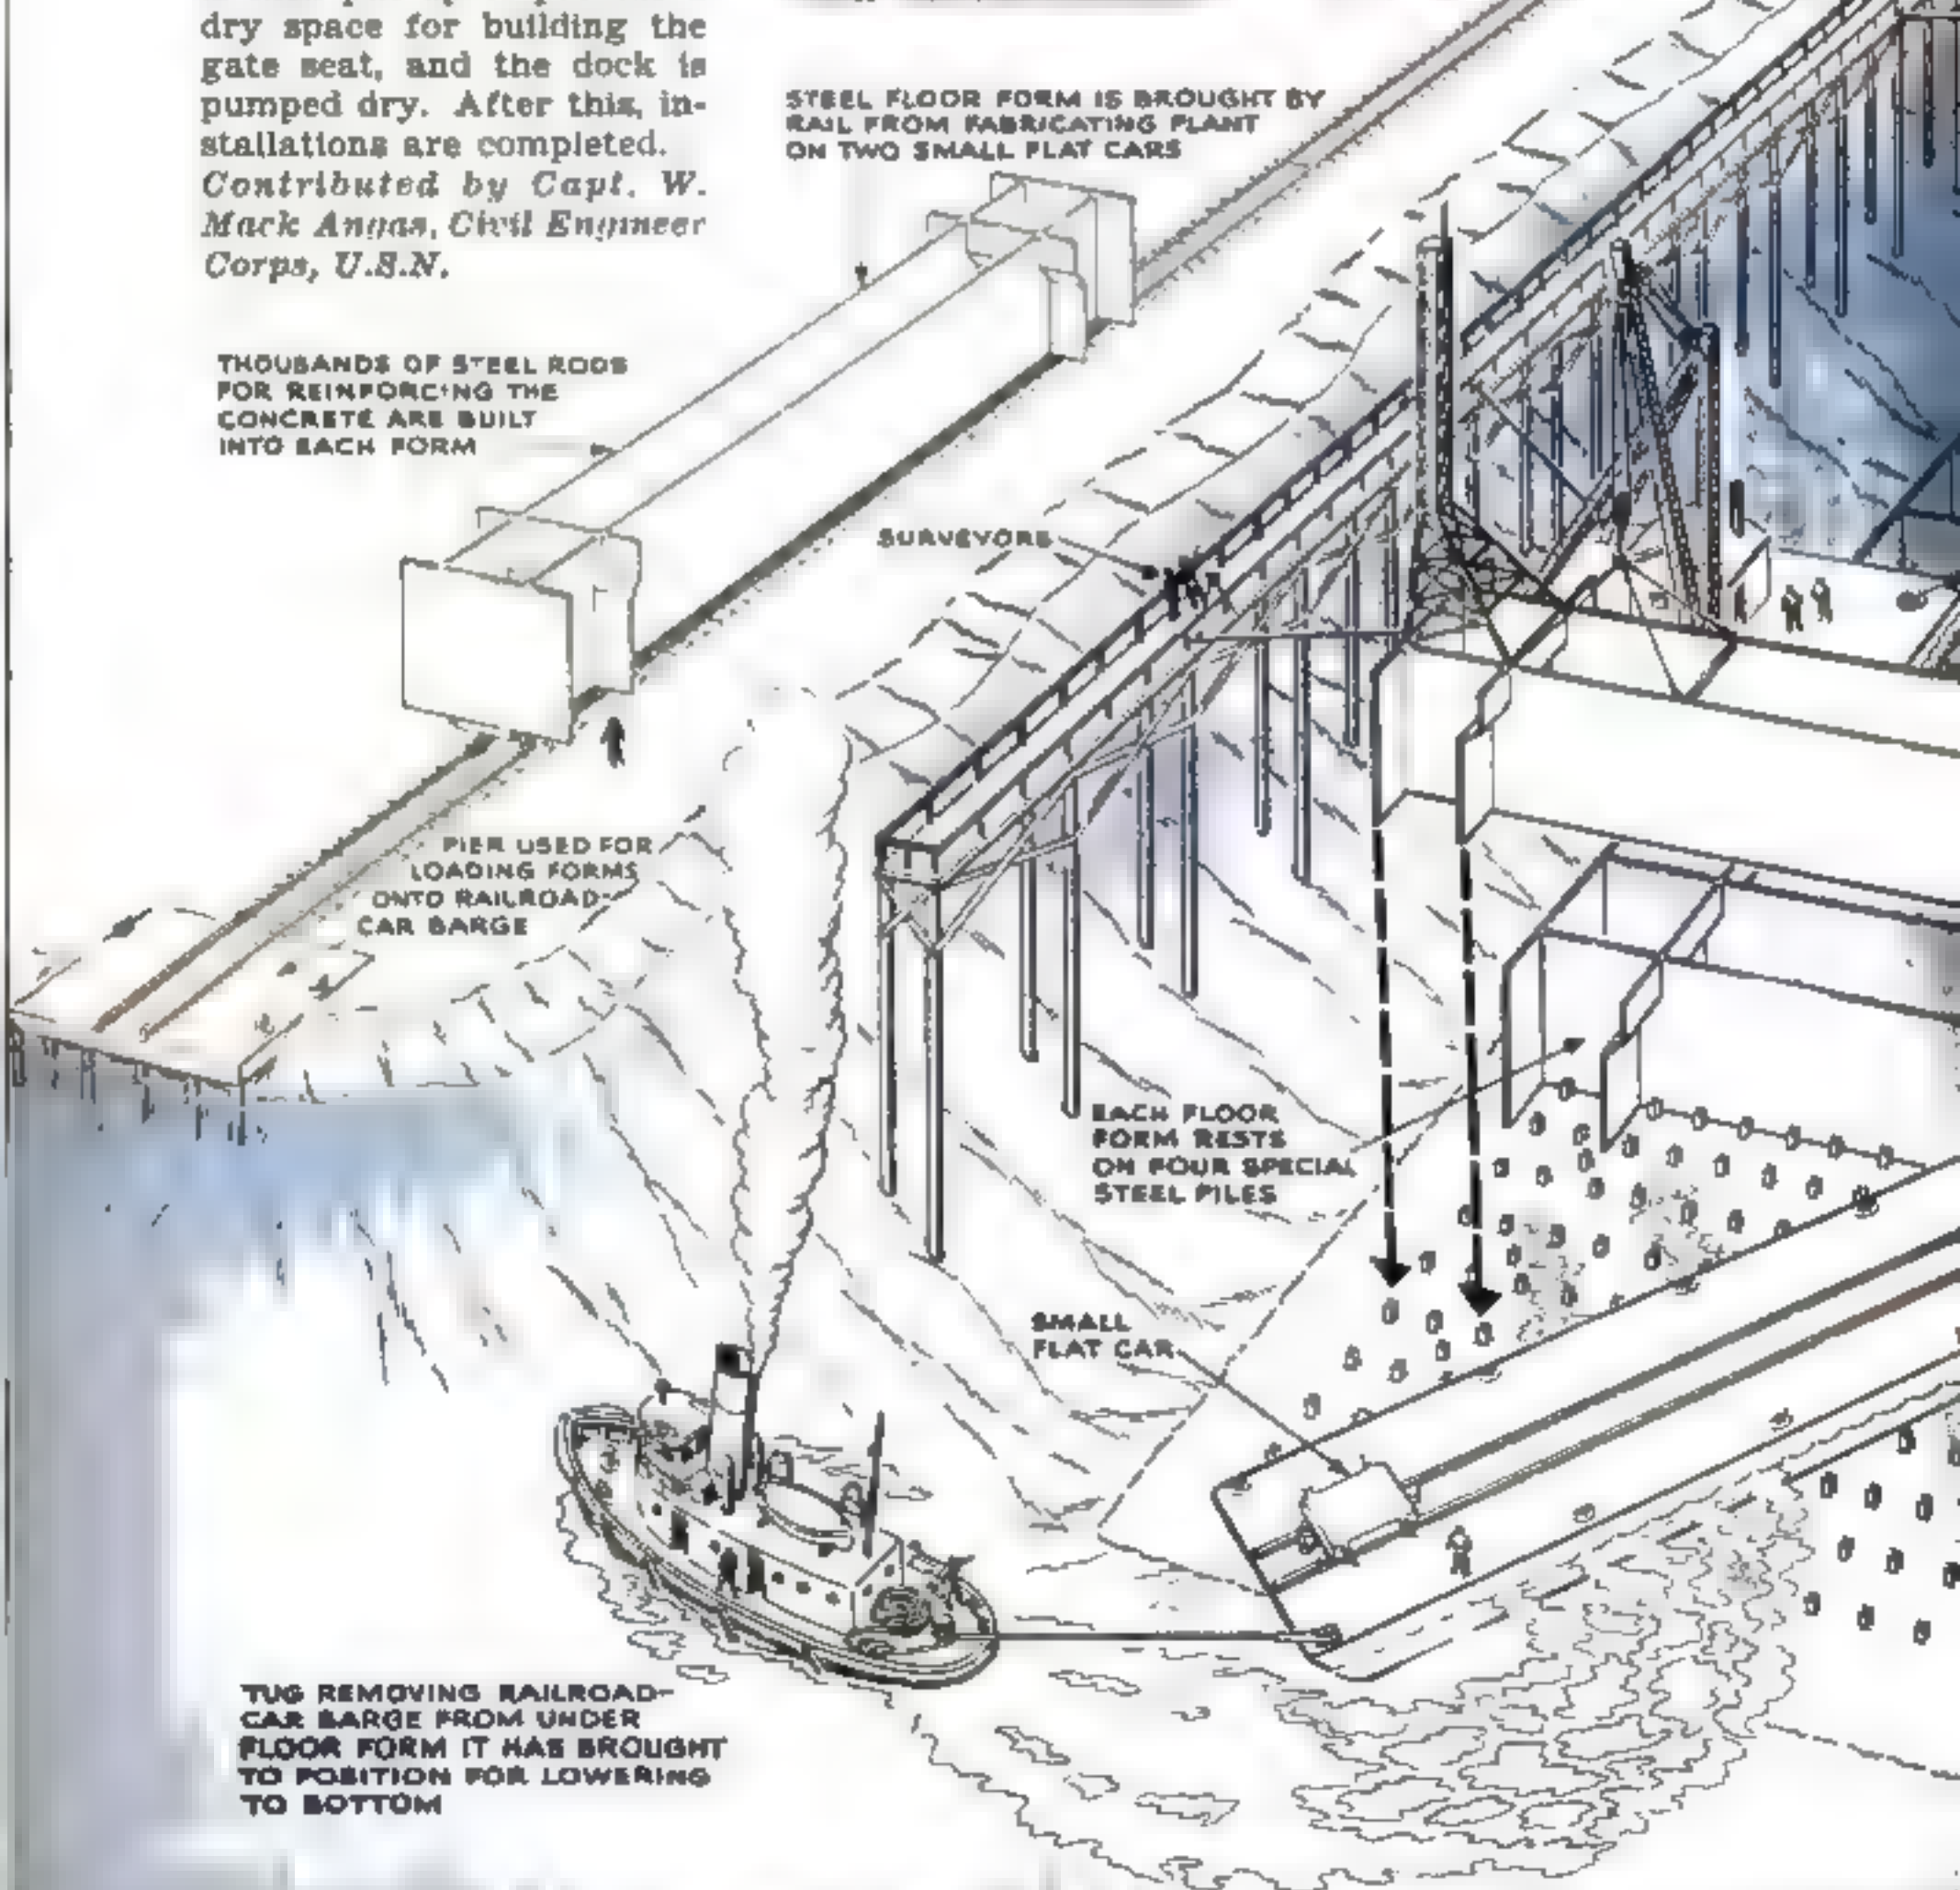 dry space for building the
gate seat, and the dock is
pumped dry. After this, in-
stallations are completed.
Contributed by Capt. W.
Mack Angas, Civil Engineer
Corps, U.S.N.
STEEL FLOOR FORM IS BROUGHT BY
RAIL FROM FABRICATING PLANT
ON TWO SMALL FLAT CARS
THOUSANDS OF STEEL RODS
FOR REINFORCING THE
CONCRETE ARE BUILT
INTO EACH FORM
SURVEYORS
PIER USED FOR
LOADING FORMS
ONTO RAILROAD-
CAR BARGE
EACH FLOOR
FORM RESTS
ON FOUR SPECIAL
STEEL PILES
SMALL
FLAT CAR
TUG REMOVING RAILROAD-
CAR BARGE FROM UNDER
FLOOR FORM IT HAS BROUGHT
TO POSITION FOR LOWERING
TO BOTTOM